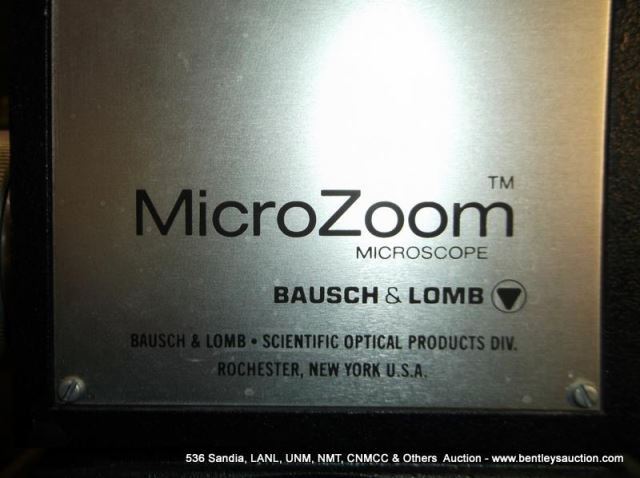 MicroZoom™
MICROSCOPE
BAUSCH & LOMB
BAUSCH & LOMB • SCIENTIFIC OPTICAL PRODUCTS DIV.
ROCHESTER, NEW YORK U.S.A.
536 Sandia, LANL, UNM, NMT, CNMCC & Others Auction - www.bentleysauction.com